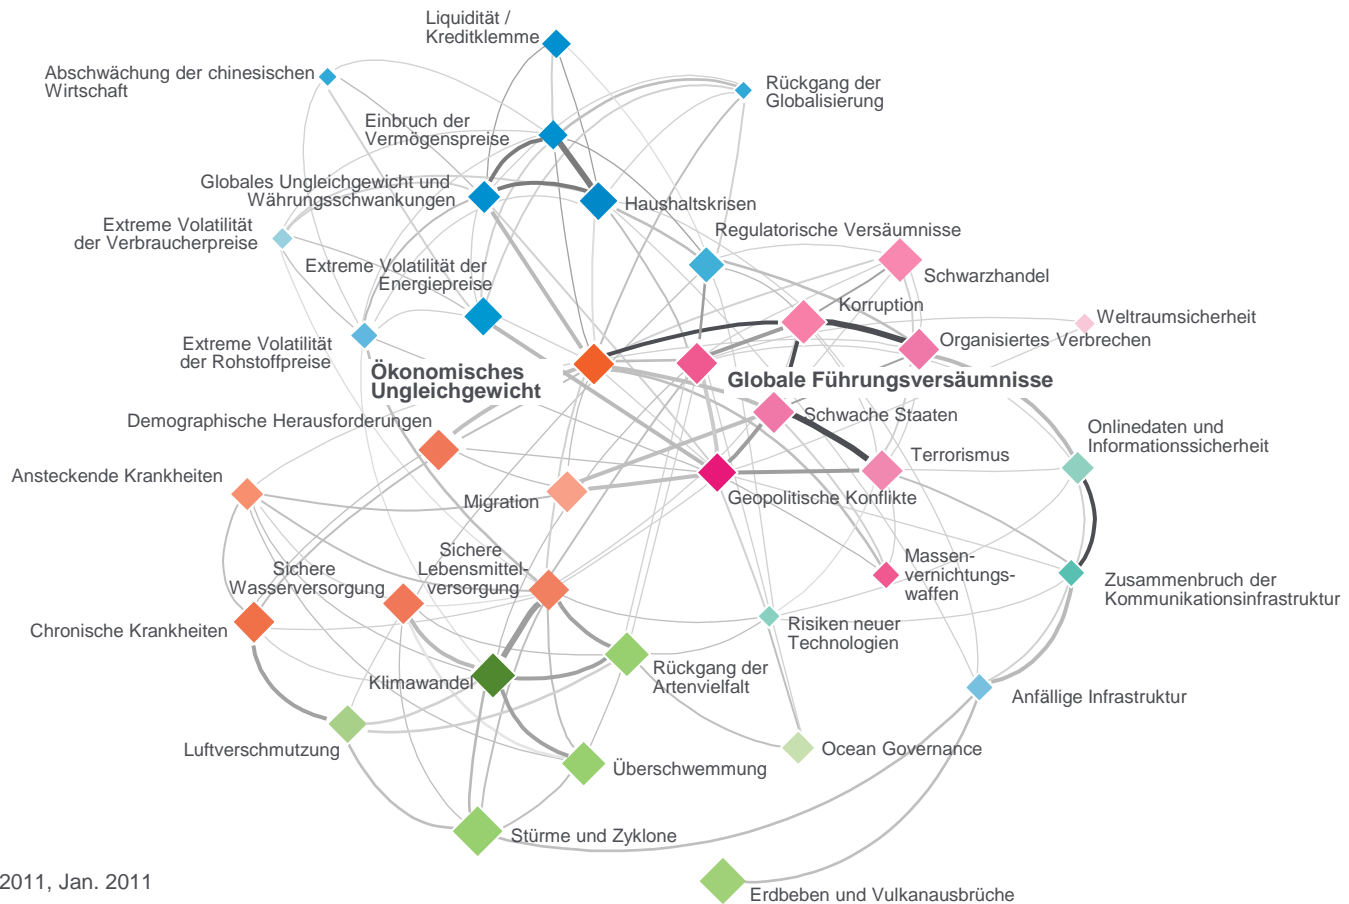 Liquidität /
Kreditklemme
Abschwächung der chinesischen
Wirtschaft
Rückgang der
Globalisierung
Einbruch der
Vermögenspreise
Globales Ungleichgewicht und
Währungsschwankungen
Haushaltskrisen
Extreme Volatilität
der Verbraucherpreise
Regulatorische Versäumnisse
Extreme Volatilität der
Energiepreise
Schwarzhandel
Korruption
Weltraumsicherheit
Extreme Volatilität
der Rohstoffpreise
Organisiertes Verbrechen
Ökonomisches
Ungleichgewicht
Globale Führungsversäumnisse
Demographische Herausforderungen
Schwache Staaten
Onlinedaten und
Informationssicherheit
Terrorismus
Ansteckende Krankheiten
Migration
Geopolitische Konflikte
Sichere
Lebensmittel-
versorgung
Sichere
Wasserversorgung
Massen-
vernichtungs-
waffen
Zusammenbruch der
Kommunikationsinfrastruktur
Chronische Krankheiten
Risiken neuer
Technologien
Klimawandel
Rückgang der
Artenvielfalt
Anfällige Infrastruktur
Luftverschmutzung
Ocean Governance
Überschwemmung
Stürme und Zyklone
2011, Jan. 2011
Erdbeben und Vulkanausbrüche